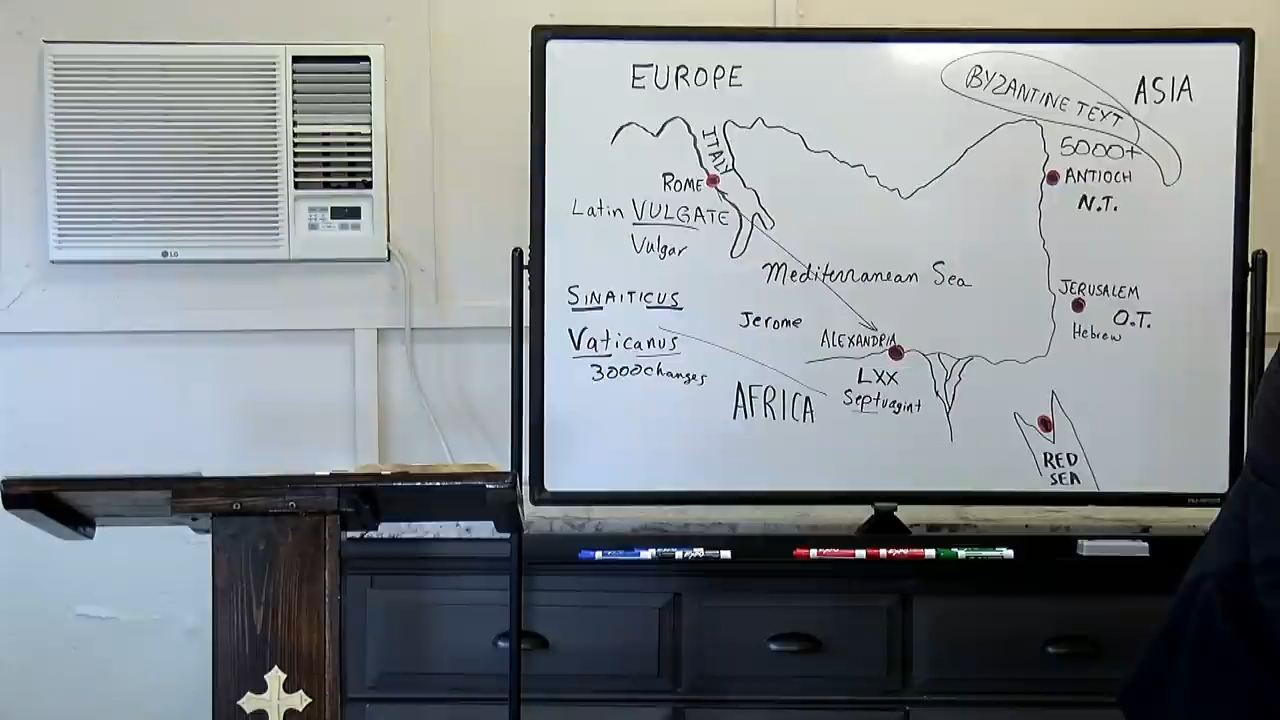 EUROPE
BYZANTINE TEXT
ASIA
ITALY
5000+
ROME
ANTIOCH
N.T.
Latin VULGATE
Vulgar
Mediterranean Sea
SINAITICUS
JERUSALEM
O.T.
Hebrew
Jerome
ALEXANDRIA
Vaticanus
3000 changes
LXX
Septuagint
AFRICA
RED
SEA
LG